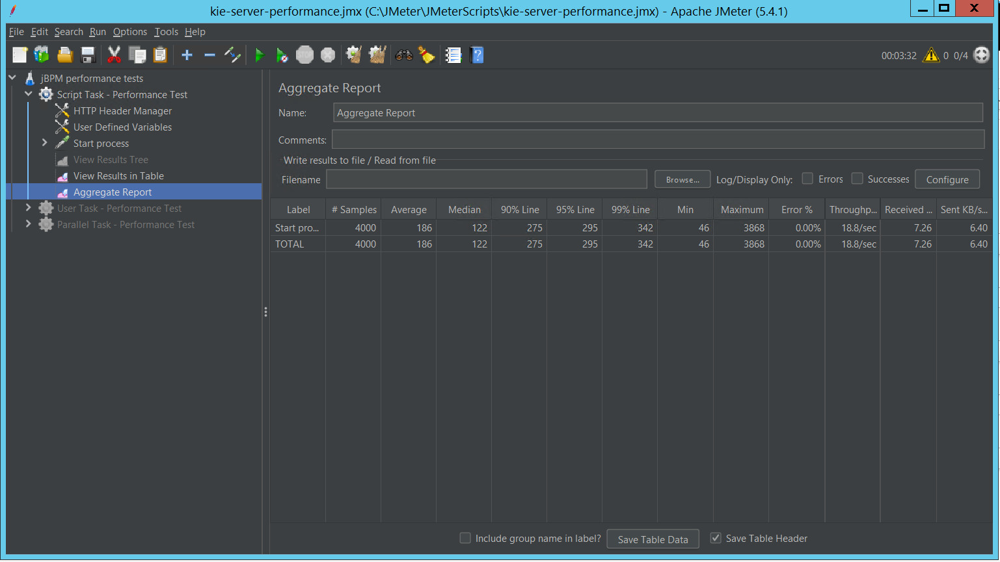 kie-server-performance.jmx (C:\JMeter\JMeterScripts\kie-server-performance.jmx) - Apache JMeter (5.4.1)
File Edit Search Run Options Tools Help
STOP
00:03:32 0 0/4
jBPM performance tests
Script Task - Performance Test
HTTP Header Manager
User Defined Variables
Start process
View Results Tree
View Results in Table
Aggregate Report
User Task - Performance Test
Parallel Task - Performance Test
Aggregate Report
Name: Aggregate Report
Comments:
Write results to file / Read from file
Filename Browse... Log/Display Only: Errors Successes Configure
Label # Samples Average Median 90% Line 95% Line 99% Line Min Maximum Error % Throughp... Received ... Sent KB/s...
Start pro... 4000 186 122 275 295 342 46 3868 0.00% 18.8/sec 7.26 6.40
TOTAL 4000 186 122 275 295 342 46 3868 0.00% 18.8/sec 7.26 6.40
Include group name in label? Save Table Data Save Table Header